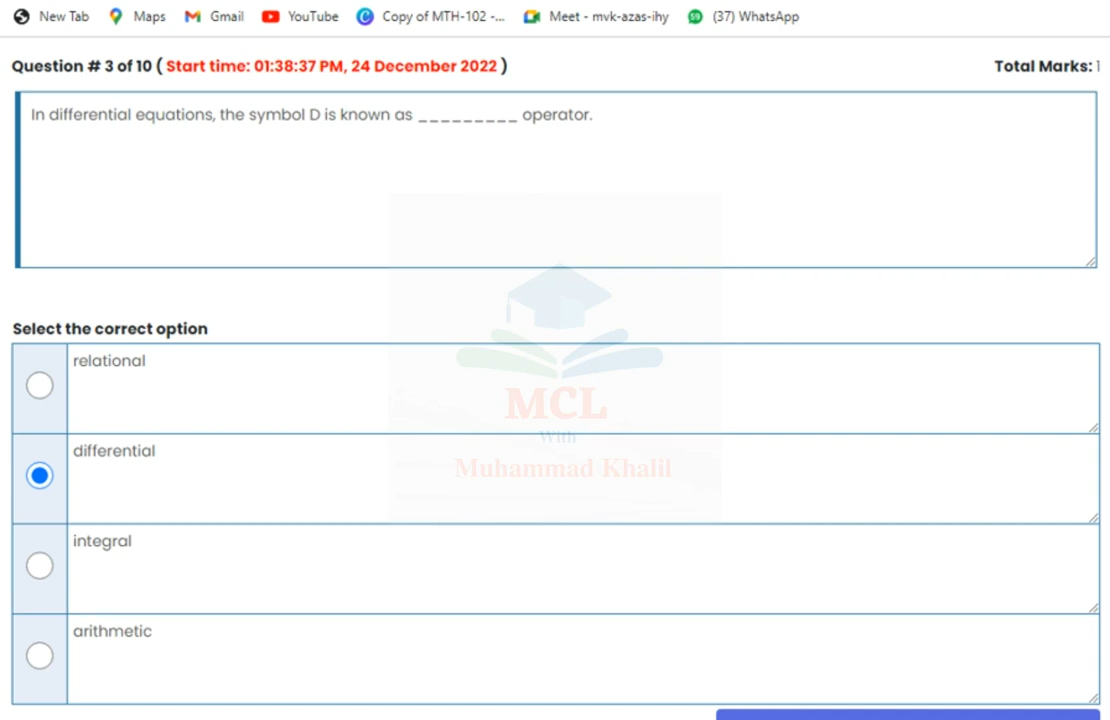 New Tab Maps Gmail YouTube Copy of MTH-102 -... Meet - mvk-azas-ihy (37) WhatsApp
Question # 3 of 10 ( Start time: 01:38:37 PM, 24 December 2022 ) Total Marks: 1
In differential equations, the symbol D is known as _________ operator.
Select the correct option
relational
differential
integral
arithmetic
MCL
With
Muhammad Khalil